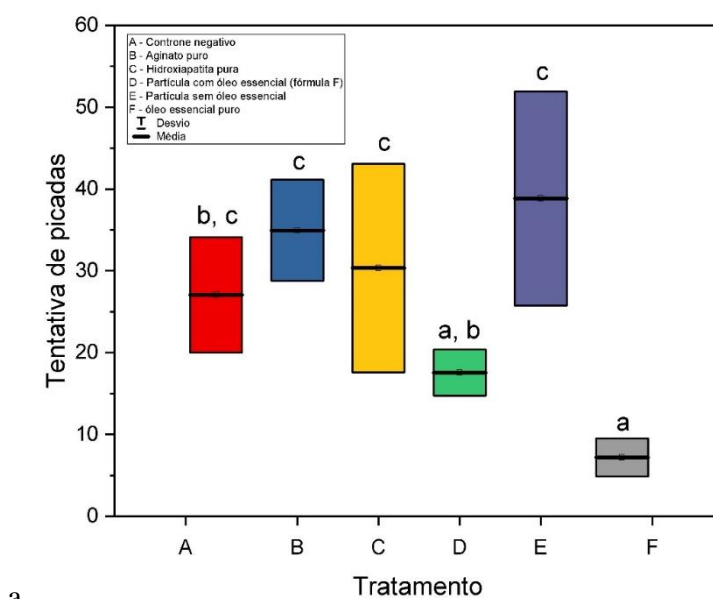 60
50
40
30
20
10
0
Tentativa de picadas
A - Controne negativo
B - Aginato puro
C - Hidroxiapatita pura
D - Partícula com óleo essencial (fórmula F)
E - Partícula sem óleo essencial
F - óleo essencial puro
Desvio
Média
b, c
c
c
a, b
c
a
A B C D E F
Tratamento
a